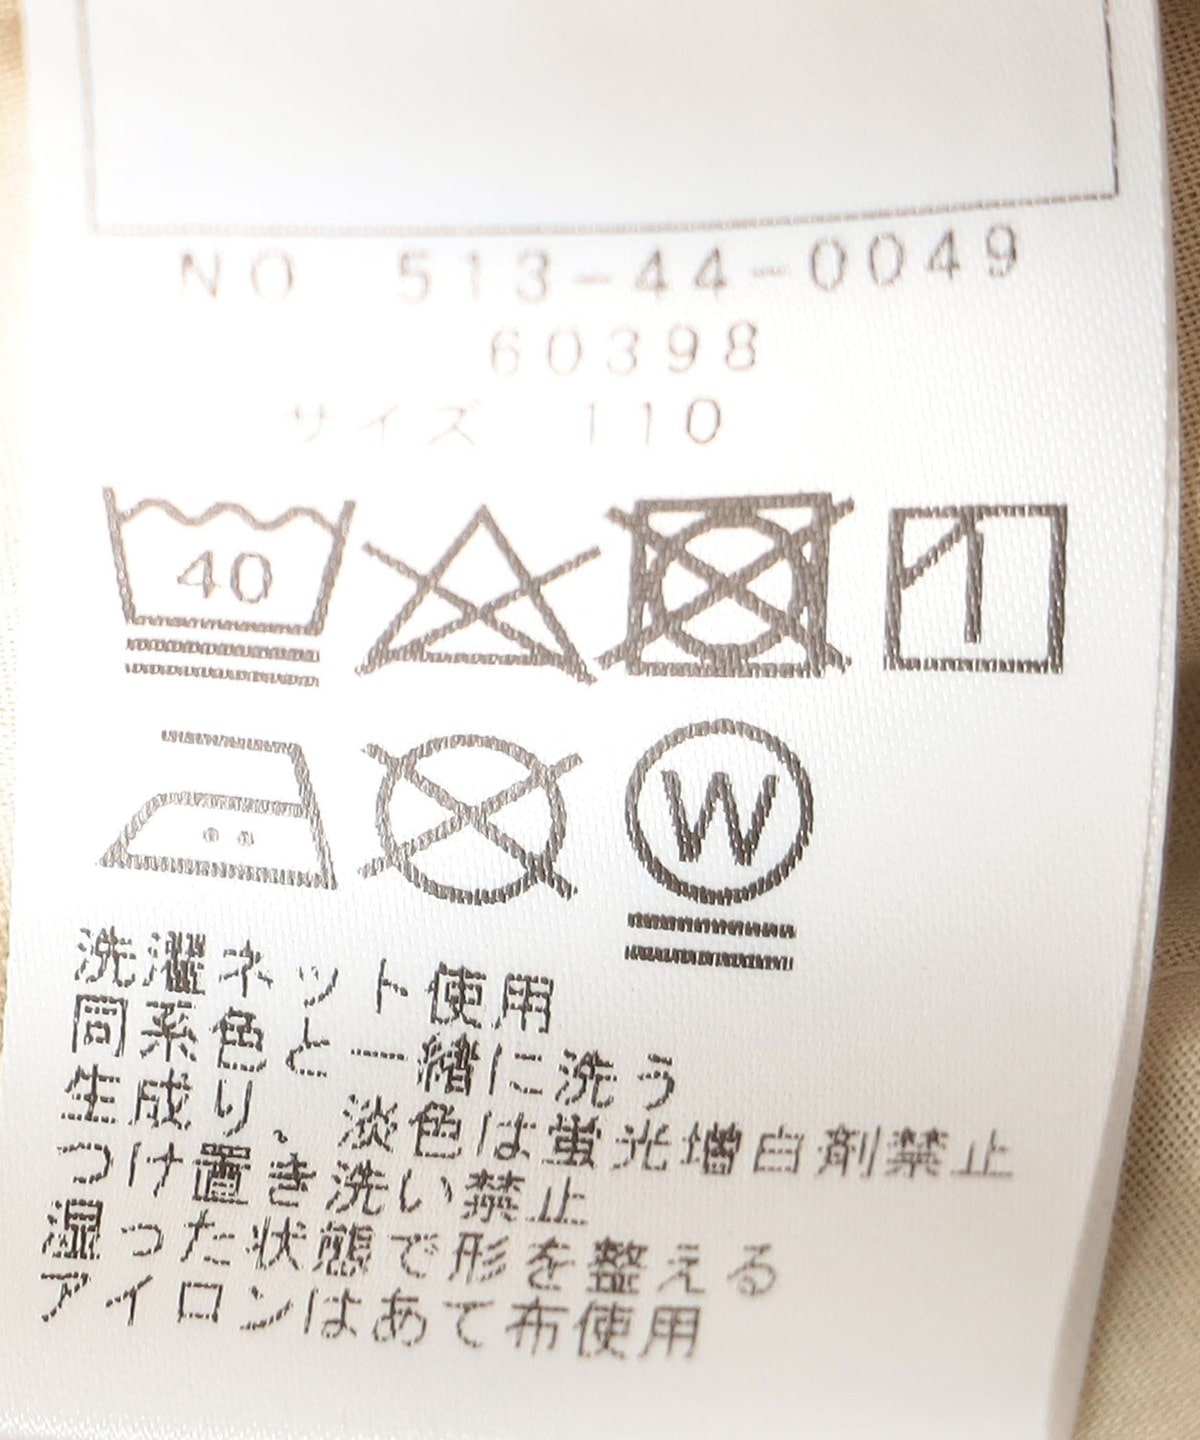 NO 513-44-0049
60398
サイズ 110
40
W
洗濯ネット使用
同系色と一緒に洗う
生成り、淡色は蛍光増白剤禁止
つけ置き洗い禁止
湿った状態で形を整える
アイロンはあて布使用